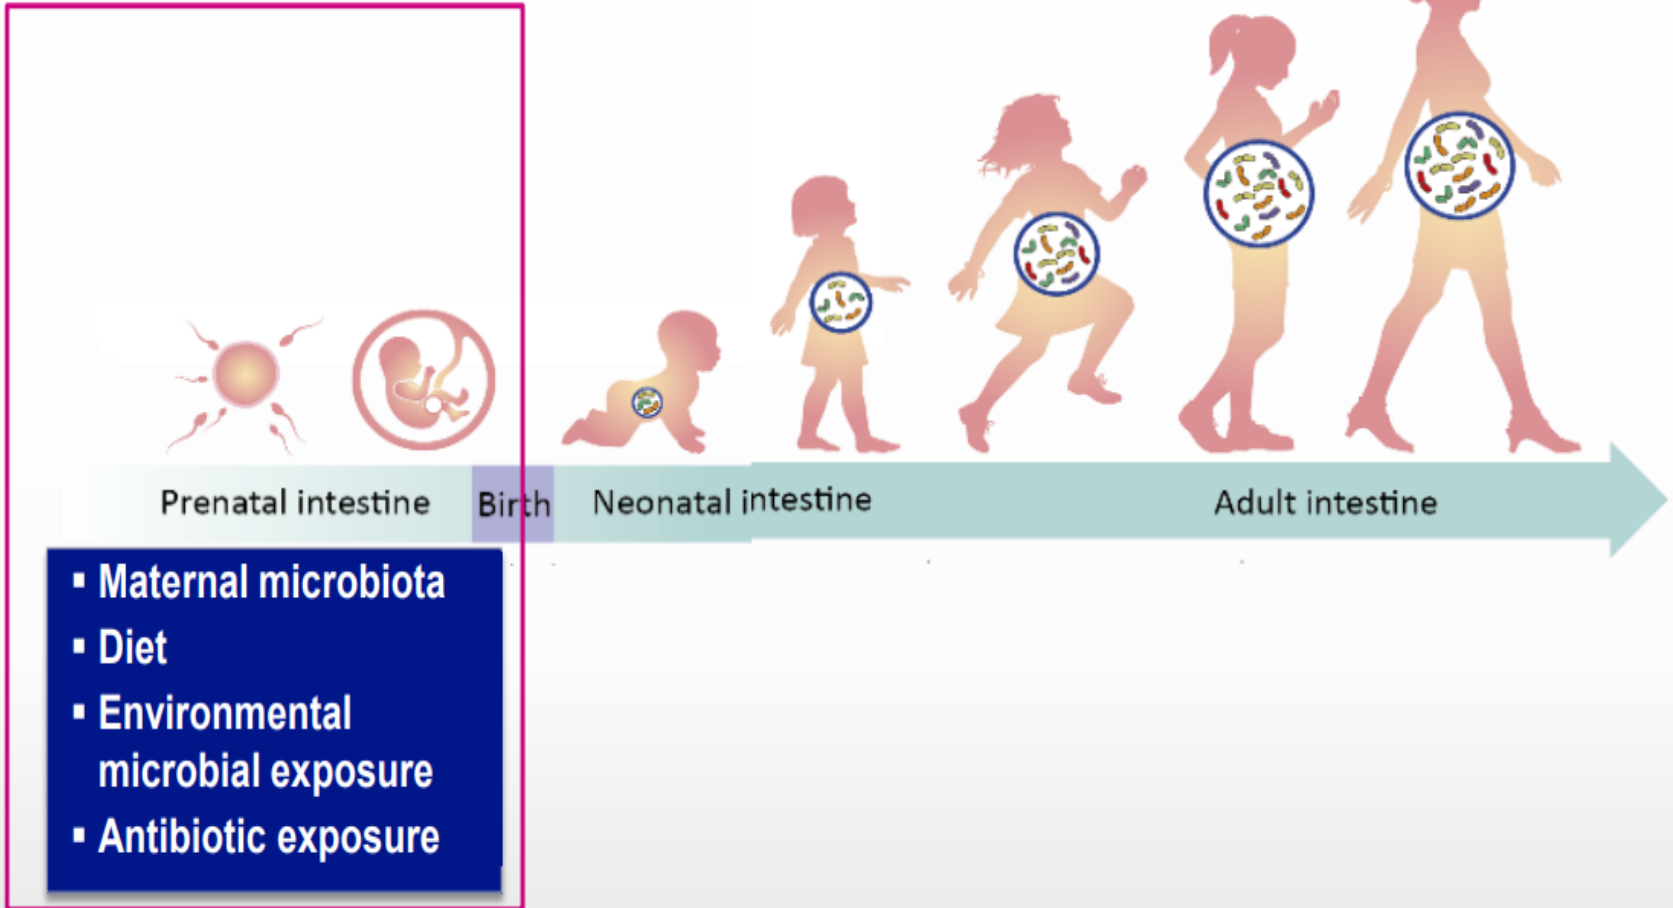 Prenatal intestine
Birth
Neonatal intestine
Adult intestine
▪ Maternal microbiota
▪ Diet
▪ Environmental
microbial exposure
▪ Antibiotic exposure